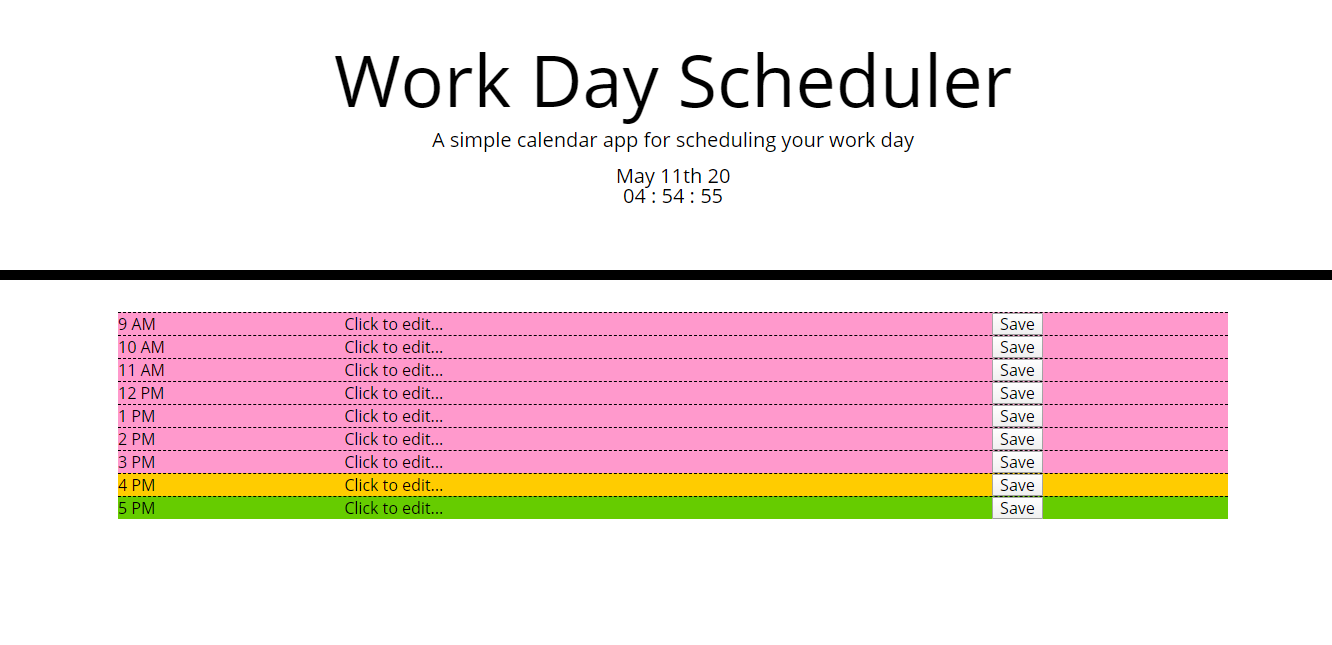 Work Day Scheduler
A simple calendar app for scheduling your work day
May 11th 20
04 : 54 : 55
9 AM Click to edit... Save
10 AM Click to edit... Save
11 AM Click to edit... Save
12 PM Click to edit... Save
1 PM Click to edit... Save
2 PM Click to edit... Save
3 PM Click to edit... Save
4 PM Click to edit... Save
5 PM Click to edit... Save